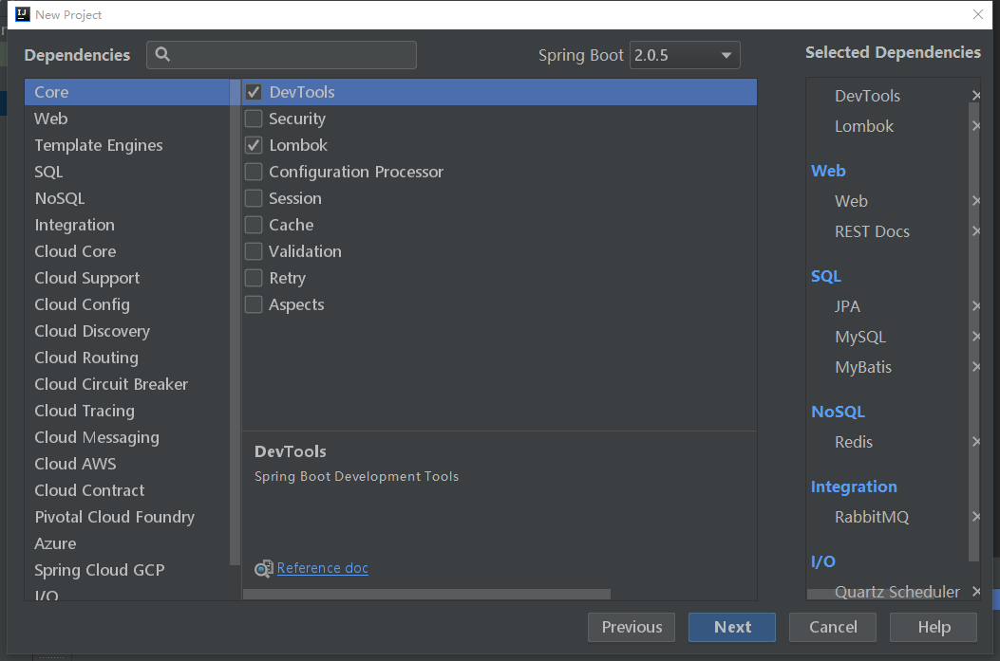 New Project
Dependencies
Spring Boot 2.0.5
Selected Dependencies
Core
Web
Template Engines
SQL
NoSQL
Integration
Cloud Core
Cloud Support
Cloud Config
Cloud Discovery
Cloud Routing
Cloud Circuit Breaker
Cloud Tracing
Cloud Messaging
Cloud AWS
Cloud Contract
Pivotal Cloud Foundry
Azure
Spring Cloud GCP
I/O
DevTools
Security
Lombok
Configuration Processor
Session
Cache
Validation
Retry
Aspects
DevTools
Spring Boot Development Tools
Reference doc
DevTools
Lombok
Web
Web
REST Docs
SQL
JPA
MySQL
MyBatis
NoSQL
Redis
Integration
RabbitMQ
I/O
Quartz Scheduler
Previous
Next
Cancel
Help